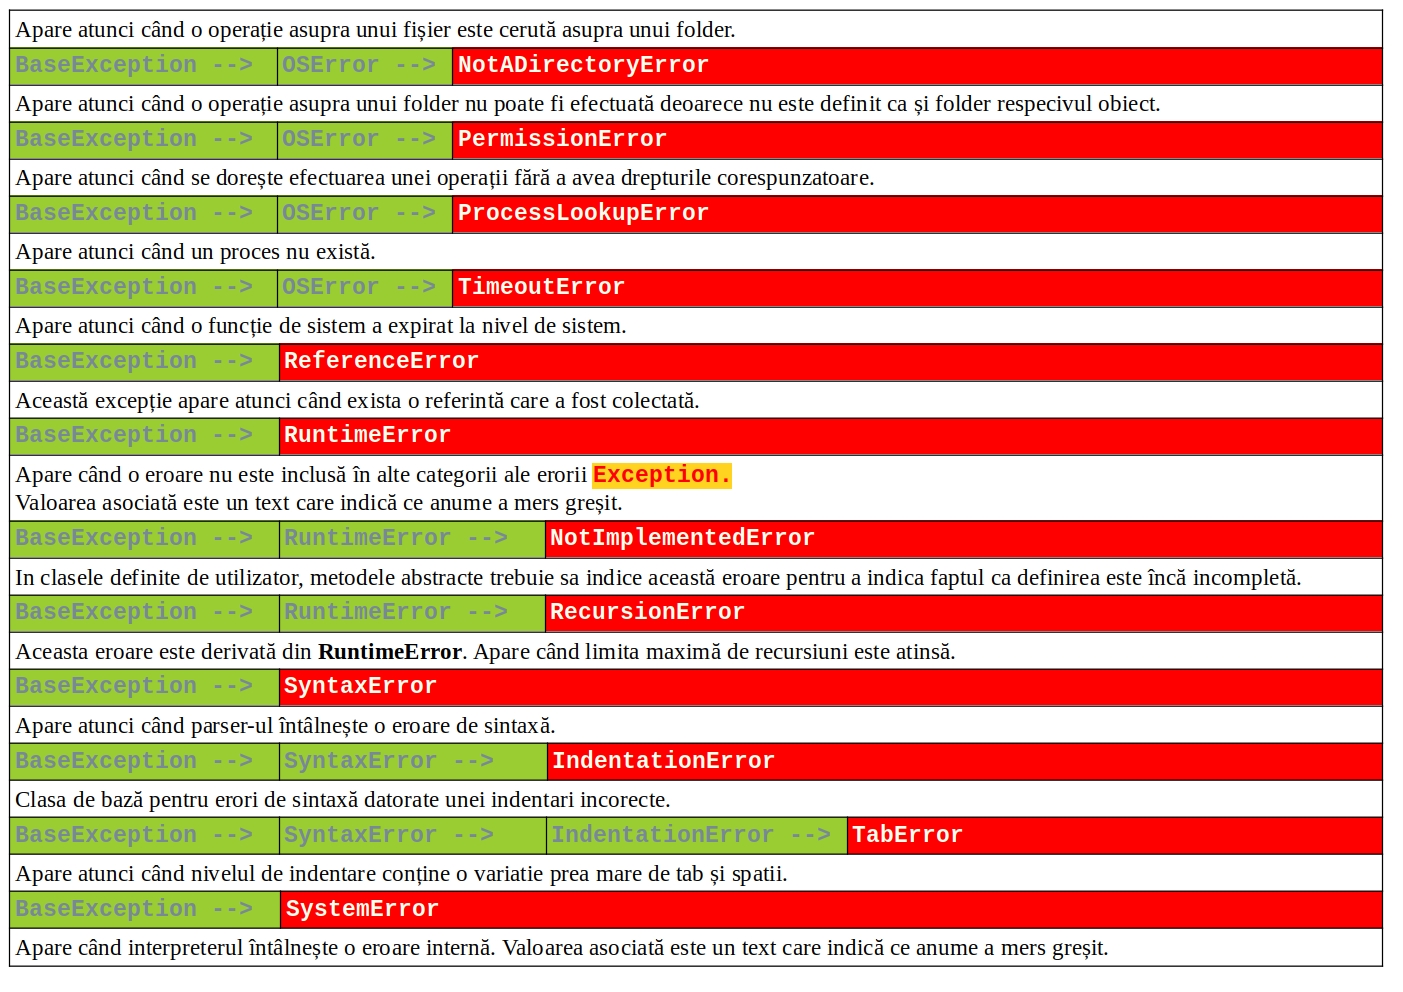 Apare atunci când o operație asupra unui fișier este cerută asupra unui folder.
BaseException --> OSError --> NotADirectoryError
Apare atunci când o operație asupra unui folder nu poate fi efectuată deoarece nu este definit ca și folder respecivul obiect.
BaseException --> OSError --> PermissionError
Apare atunci când se dorește efectuarea unei operații fără a avea drepturile corespunzatoare.
BaseException --> OSError --> ProcessLookupError
Apare atunci când un proces nu există.
BaseException --> OSError --> TimeoutError
Apare atunci când o funcție de sistem a expirat la nivel de sistem.
BaseException --> ReferenceError
Această excepție apare atunci când exista o referintă care a fost colectată.
BaseException --> RuntimeError
Apare când o eroare nu este inclusă în alte categorii ale erorii Exception.
Valoarea asociată este un text care indică ce anume a mers greșit.
BaseException --> RuntimeError --> NotImplementedError
In clasele definite de utilizator, metodele abstracte trebuie sa indice această eroare pentru a indica faptul ca definirea este încă incompletă.
BaseException --> RuntimeError --> RecursionError
Aceasta eroare este derivată din RuntimeError. Apare când limita maximă de recursiuni este atinsă.
BaseException --> SyntaxError
Apare atunci când parser-ul întâlnește o eroare de sintaxă.
BaseException --> SyntaxError --> IndentationError
Clasa de bază pentru erori de sintaxă datorate unei indentari incorecte.
BaseException --> SyntaxError --> IndentationError --> TabError
Apare atunci când nivelul de indentare conține o variatie prea mare de tab și spatii.
BaseException --> SystemError
Apare când interpreterul întâlnește o eroare internă. Valoarea asociată este un text care indică ce anume a mers greșit.